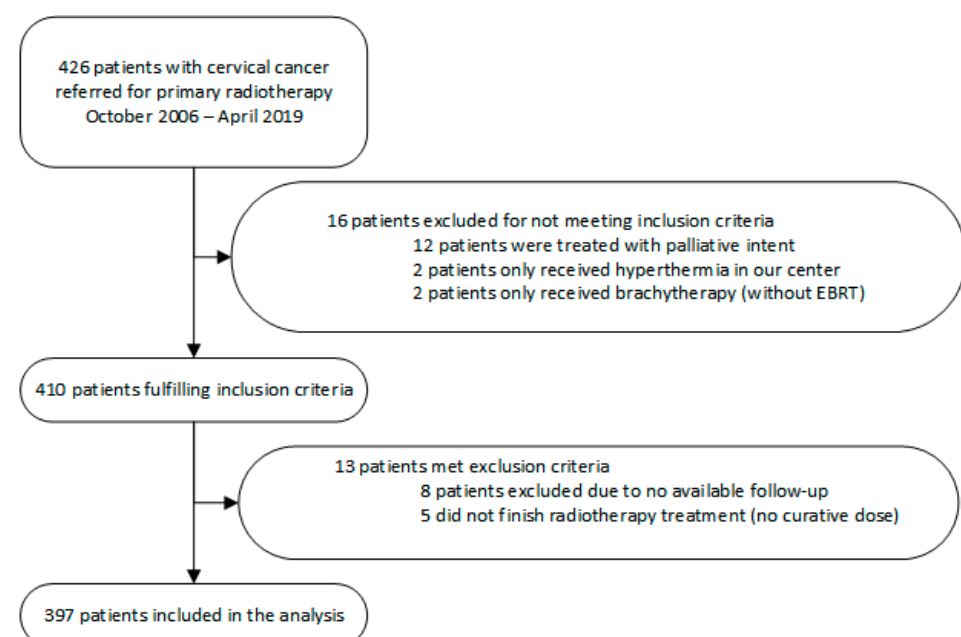 426 patients with cervical cancer
referred for primary radiotherapy
October 2006 – April 2019
16 patients excluded for not meeting inclusion criteria
12 patients were treated with palliative intent
2 patients only received hyperthermia in our center
2 patients only received brachytherapy (without EBRT)
410 patients fulfilling inclusion criteria
13 patients met exclusion criteria
8 patients excluded due to no available follow-up
5 did not finish radiotherapy treatment (no curative dose)
397 patients included in the analysis